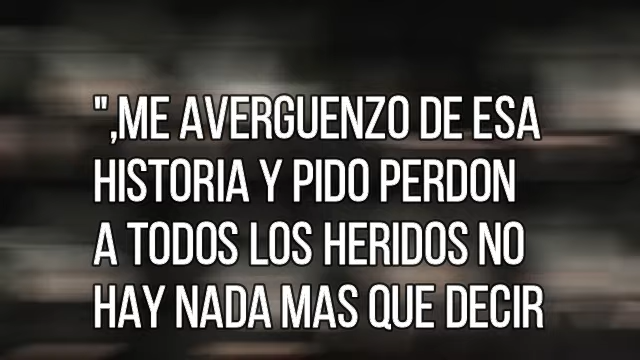 ",ME AVERGUENZO DE ESA
HISTORIA Y PIDO PERDON
A TODOS LOS HERIDOS NO
HAY NADA MAS QUE DECIR